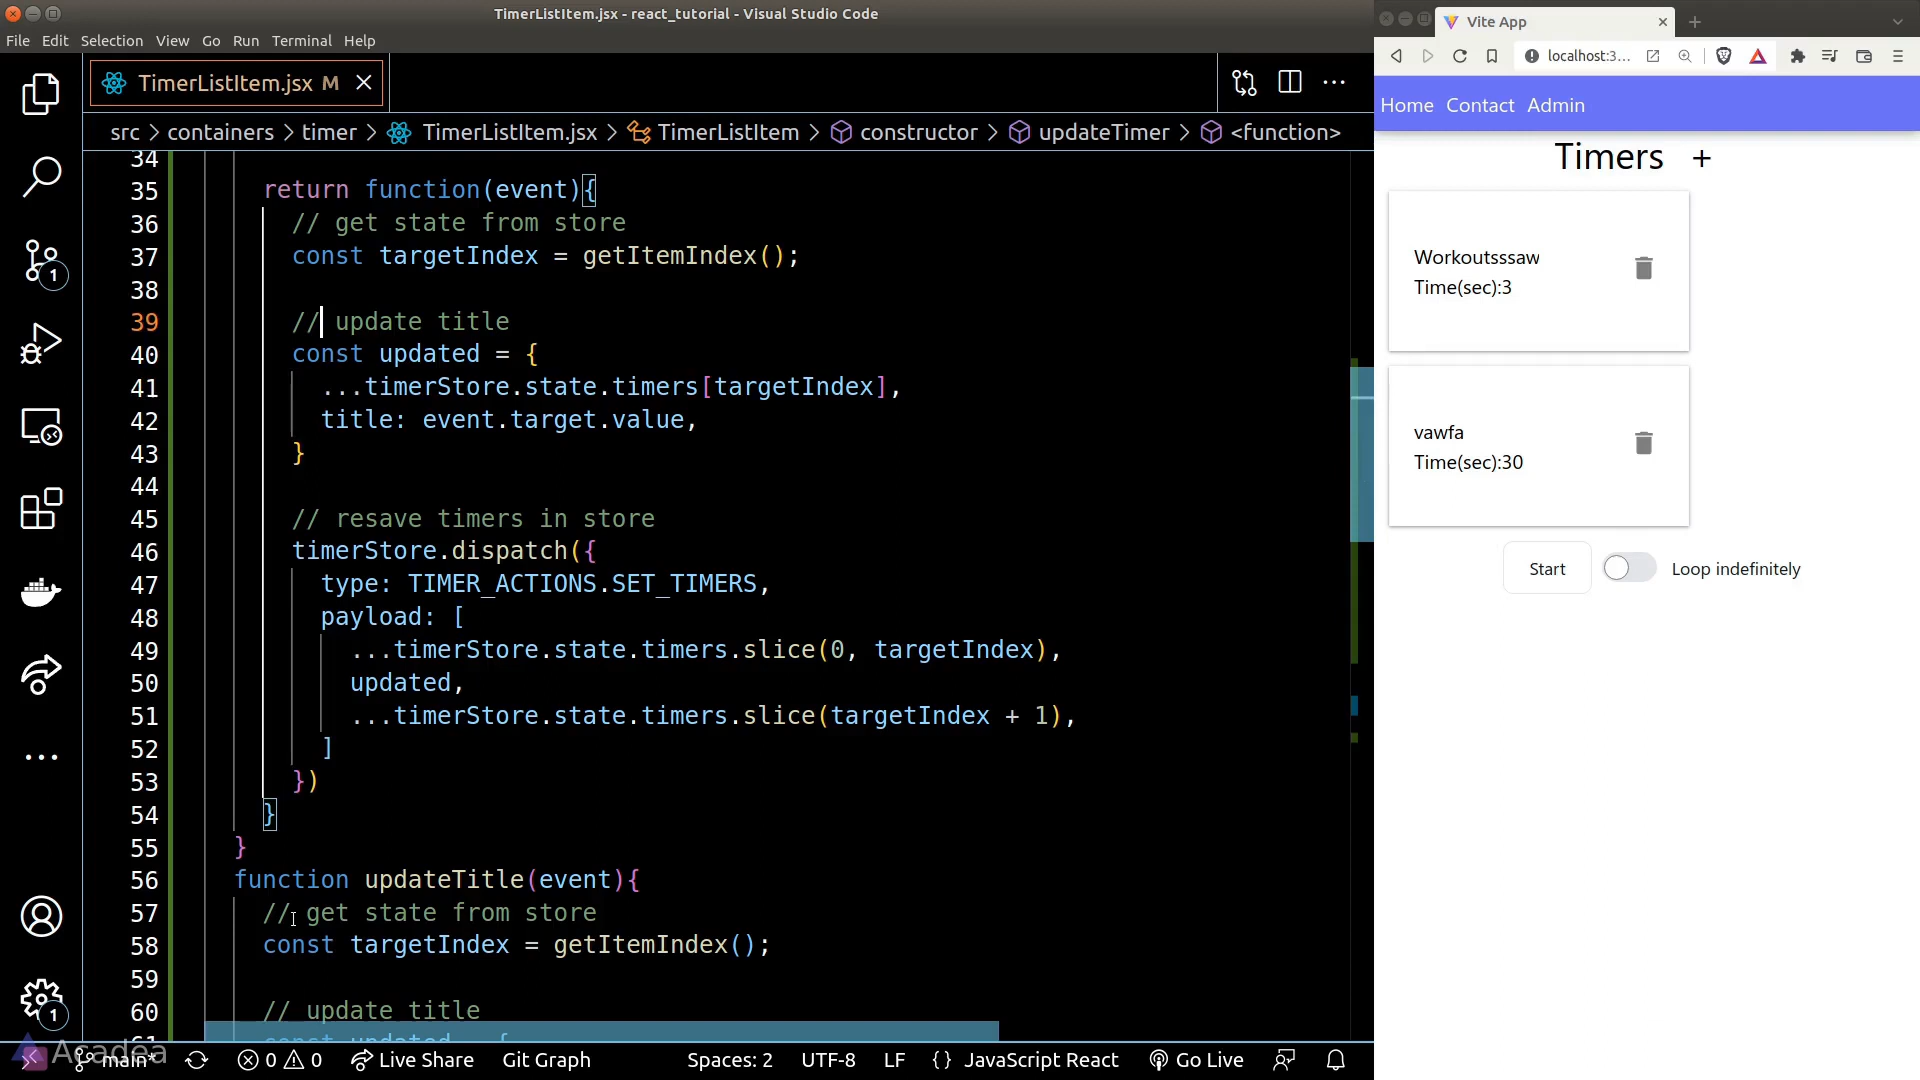 TimerListItem.jsx - react_tutorial - Visual Studio Code
File Edit Selection View Go Run Terminal Help
TimerListItem.jsx M
src > containers > timer > TimerListItem.jsx > TimerListItem > constructor > updateTimer > <function>
34
35 return function(event){
36 // get state from store
37 const targetIndex = getItemIndex();
38
39 // update title
40 const updated = {
41 ...timerStore.state.timers[targetIndex],
42 title: event.target.value,
43 }
44
45 // resave timers in store
46 timerStore.dispatch({
47 type: TIMER_ACTIONS.SET_TIMERS,
48 payload: [
49 ...timerStore.state.timers.slice(0, targetIndex),
50 updated,
51 ...timerStore.state.timers.slice(targetIndex + 1),
52 ]
53 })
54 }
55 }
56 function updateTitle(event){
57 // get state from store
58 const targetIndex = getItemIndex();
59
60 // update title
61 const updated = {
1
1
Acadea
main* 0 0 Live Share Git Graph Spaces: 2 UTF-8 LF {} JavaScript React Go Live
Vite App
localhost:3...
Home Contact Admin
Timers +
Workoutsssaw
Time(sec):3
vawfa
Time(sec):30
Start Loop indefinitely